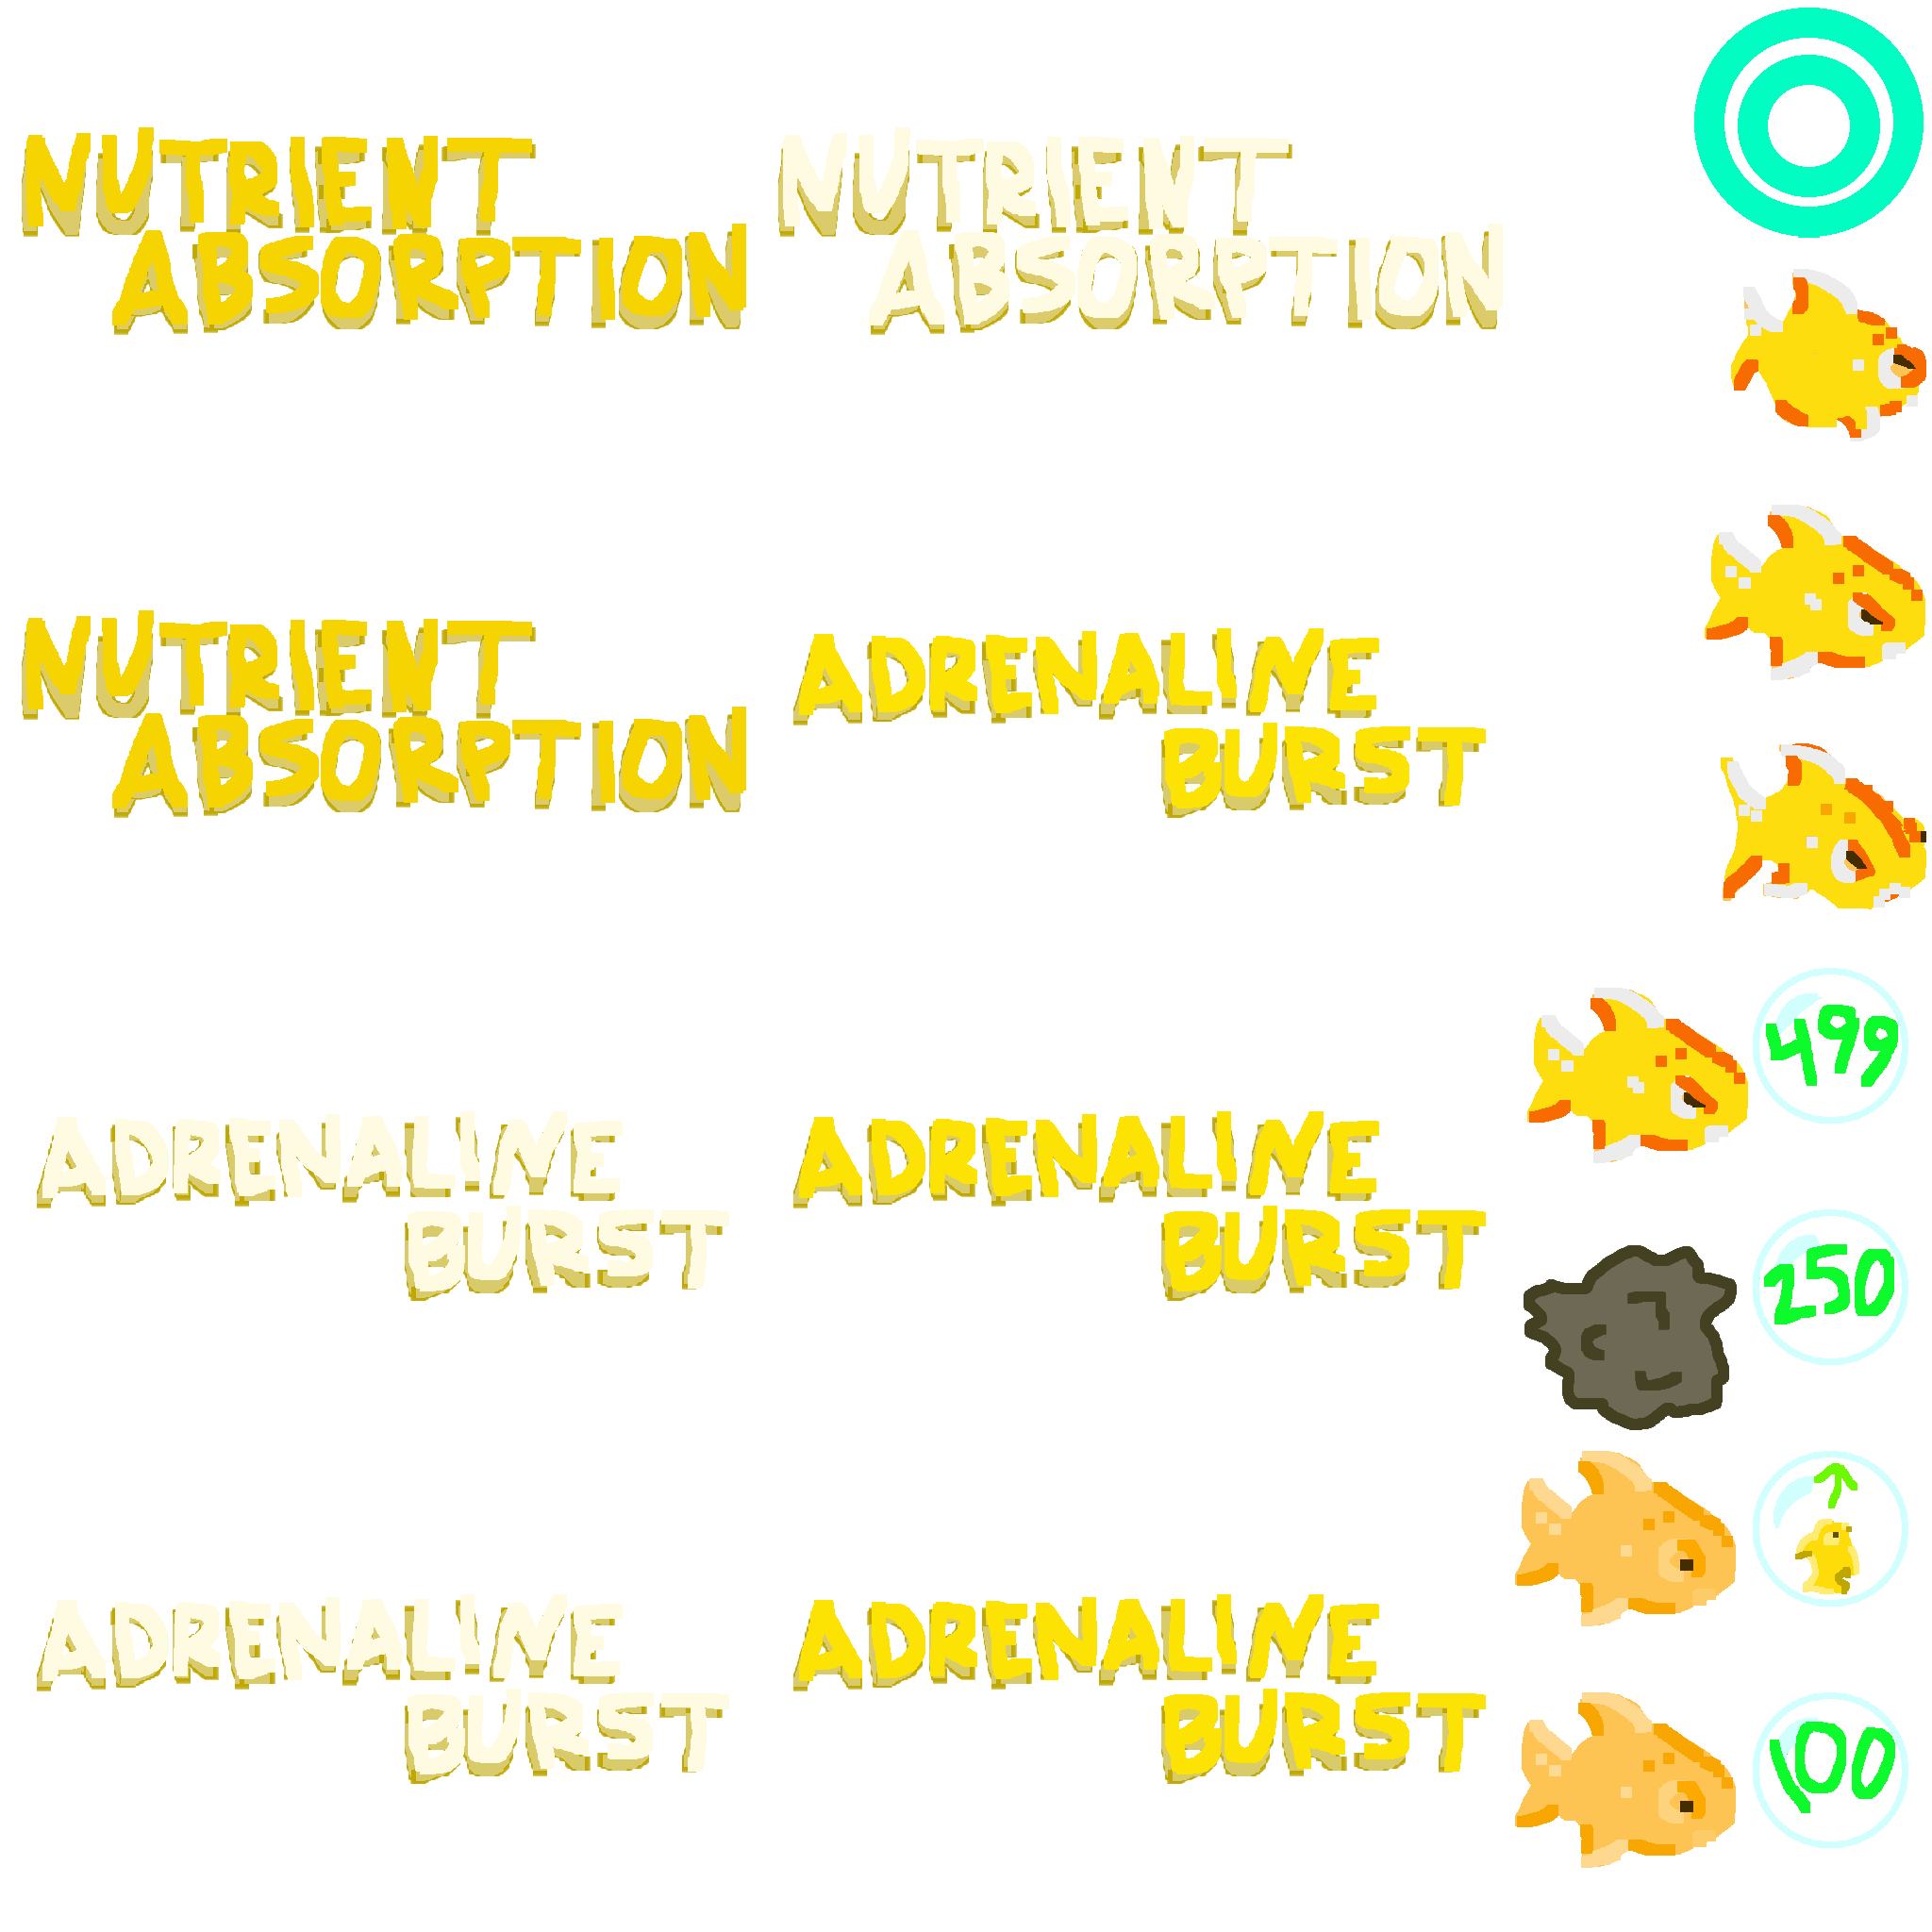 NUTRIENT
ABSORPTION
NUTRIENT
ABSORPTION
NUTRIENT
ABSORPTION
ADRENALINE
BURST
499
ADRENALINE
BURST
ADRENALINE
BURST
250
ADRENALINE
BURST
ADRENALINE
BURST
100